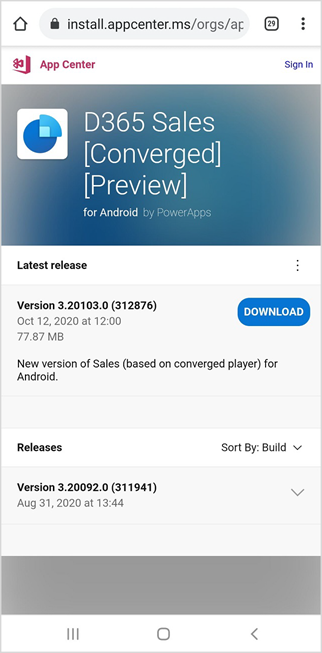 install.appcenter.ms/orgs/ap
29
App Center
Sign In
D365 Sales
[Converged]
[Preview]
for Android by PowerApps
Latest release
Version 3.20103.0 (312876)
Oct 12, 2020 at 12:00
77.87 MB
DOWNLOAD
New version of Sales (based on converged player) for
Android.
Releases
Sort By: Build
Version 3.20092.0 (311941)
Aug 31, 2020 at 13:44